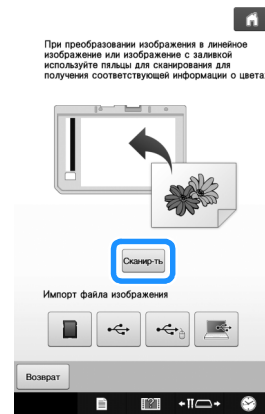 При преобразовании изображения в линейное
изображение или изображение с заливкой
используйте пяльцы для сканирования для
получения соответствующей информации о цвета
Сканир-ть
Импорт файла изображения
Возврат